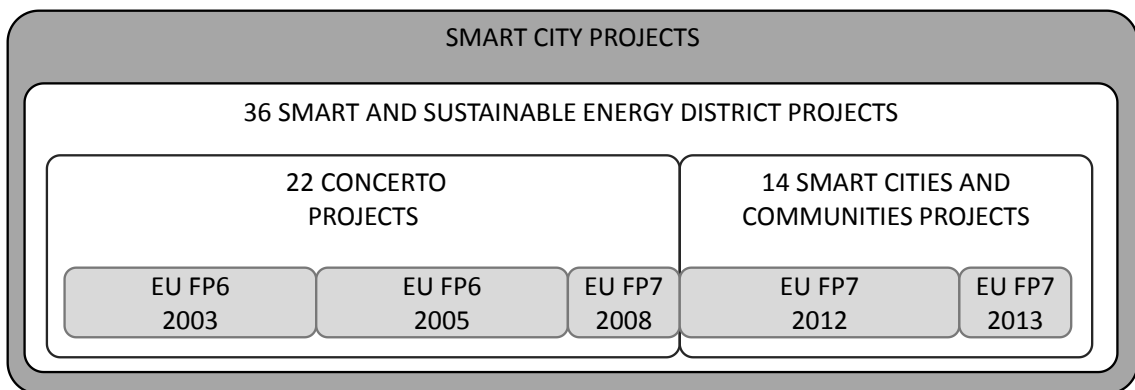 SMART CITY PROJECTS
36 SMART AND SUSTAINABLE ENERGY DISTRICT PROJECTS
22 CONCERTO
PROJECTS
14 SMART CITIES AND
COMMUNITIES PROJECTS
EU FP6
2003
EU FP6
2005
EU FP7
2008
EU FP7
2012
EU FP7
2013